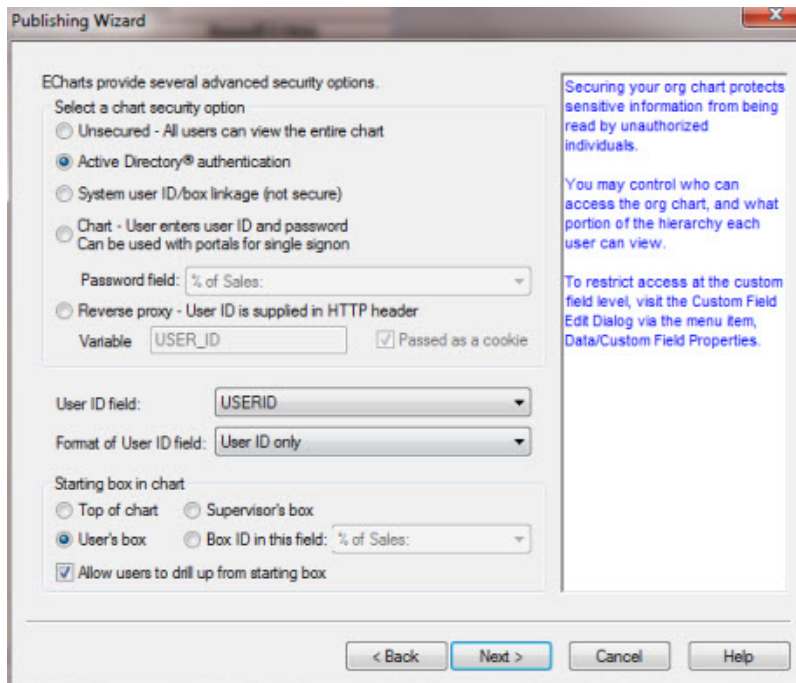 Publishing Wizard
X
ECharts provide several advanced security options.
Select a chart security option
Unsecured - All users can view the entire chart
Active Directory® authentication
System user ID/box linkage (not secure)
Chart - User enters user ID and password
Can be used with portals for single signon
Password field: % of Sales:
Reverse proxy - User ID is supplied in HTTP header
Variable USER_ID Passed as a cookie
User ID field: USERID
Format of User ID field: User ID only
Starting box in chart
Top of chart Supervisor's box
User's box Box ID in this field: % of Sales:
Allow users to drill up from starting box
Securing your org chart protects
sensitive information from being
read by unauthorized
individuals.
You may control who can
access the org chart, and what
portion of the hierarchy each
user can view.
To restrict access at the custom
field level, visit the Custom Field
Edit Dialog via the menu item,
Data/Custom Field Properties.
< Back Next > Cancel Help